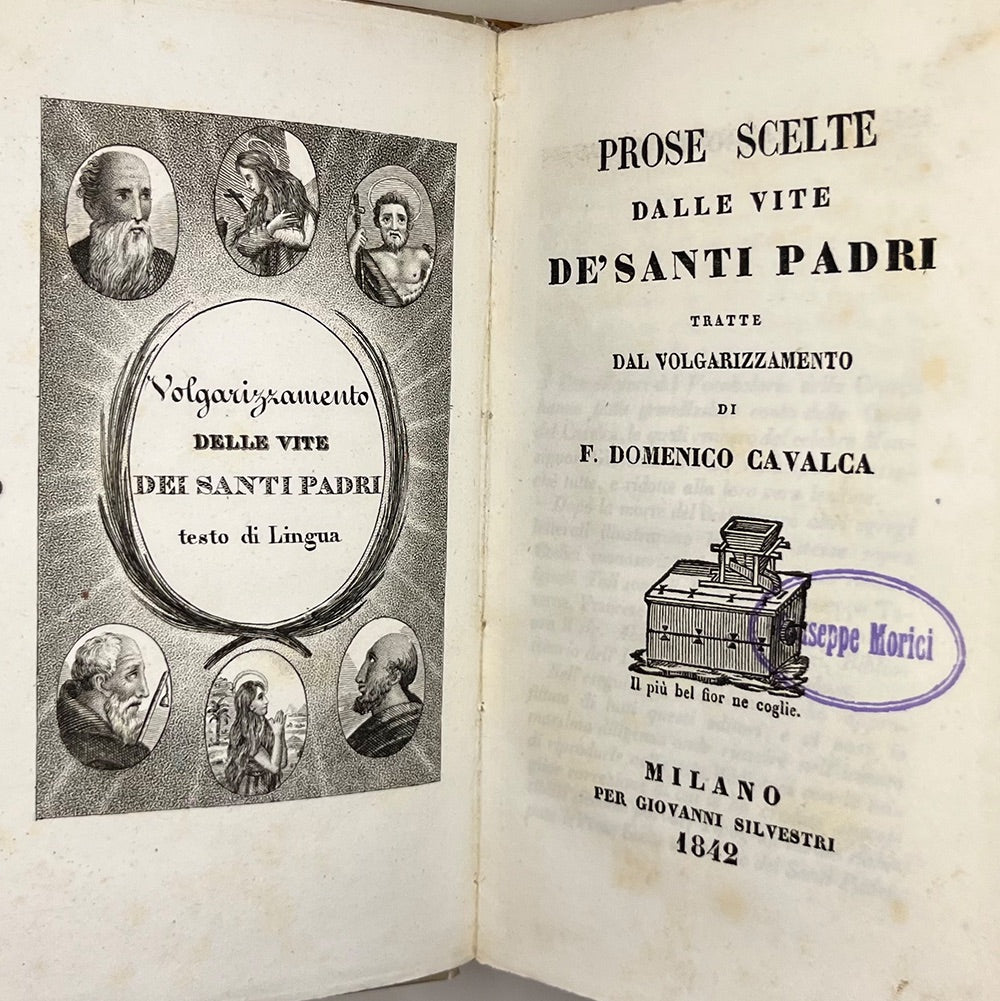 Volgarizzamento
DELLE VITE
DEI SANTI PADRI
testo di Lingua
PROSE SCELTE
DALLE VITE
DE' SANTI PADRI
TRATTE
DAL VOLGARIZZAMENTO
DI
F. DOMENICO CAVALCA
Il più bel fior ne coglie.
Morici
MILANO
PER GIOVANNI SILVESTRI
1842